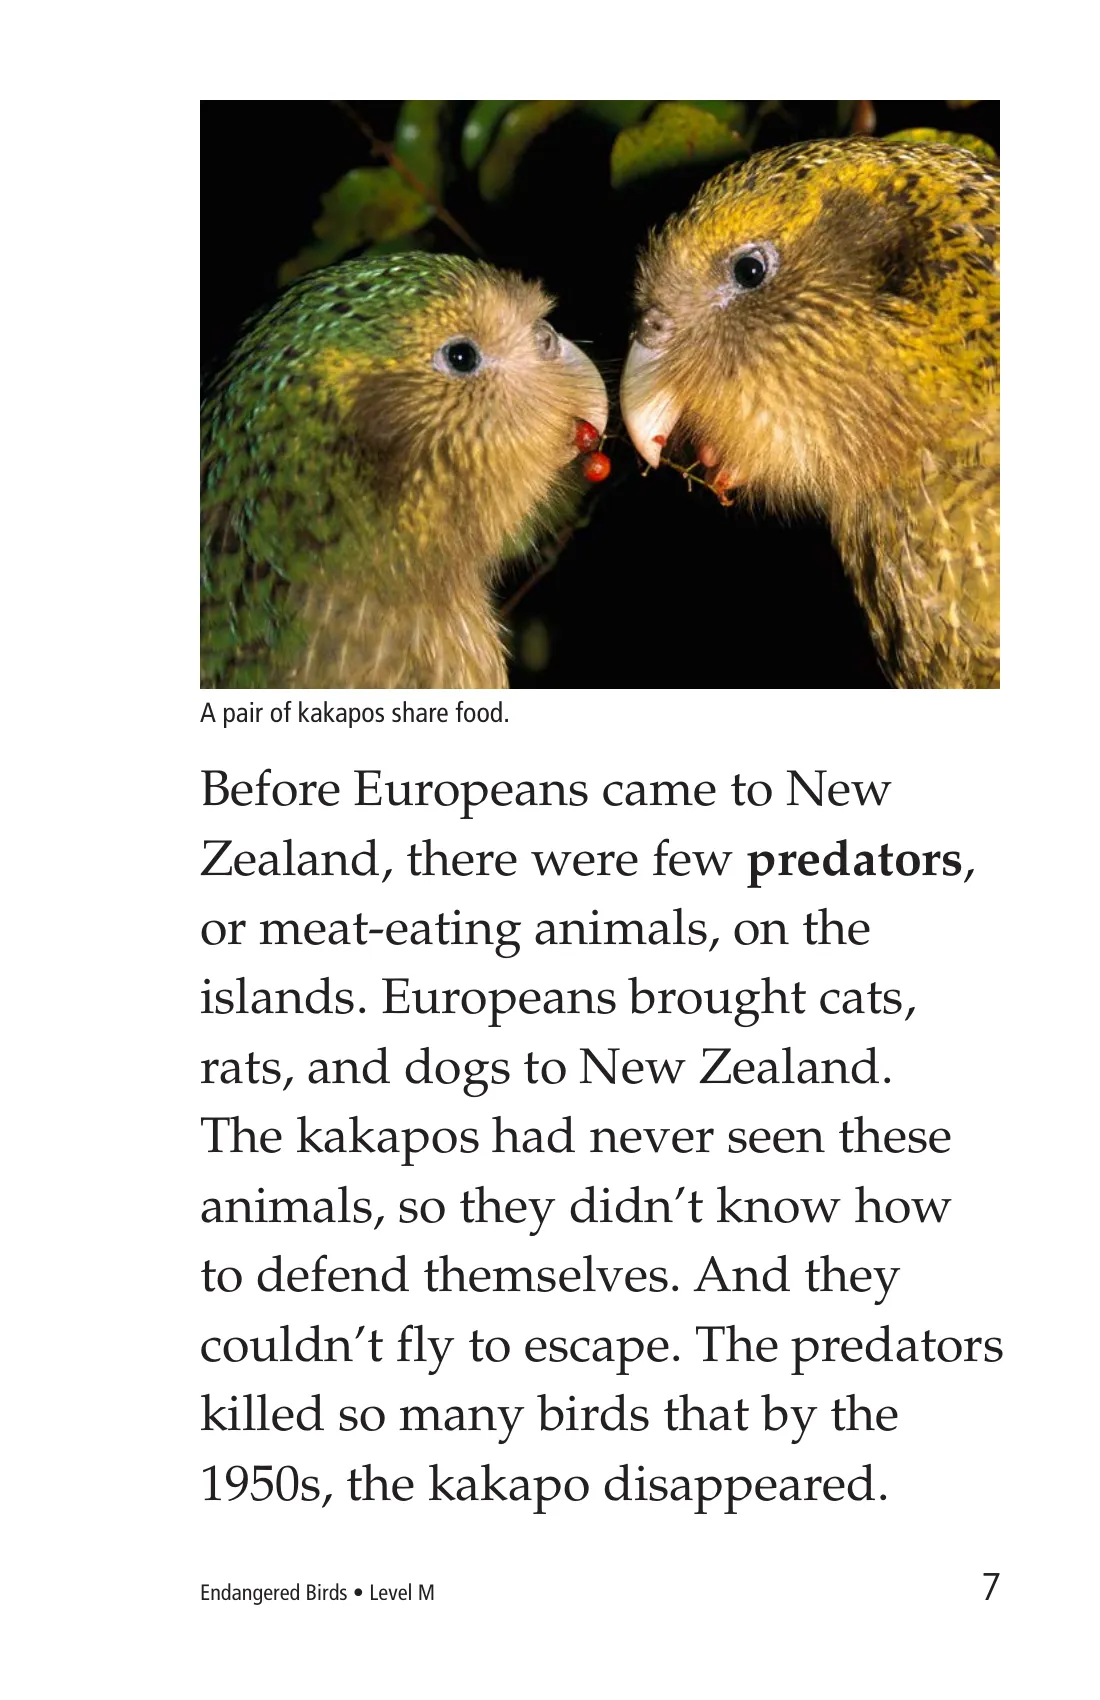 A pair of kakapos share food.
Before Europeans came to New
Zealand, there were few predators,
or meat-eating animals, on the
islands. Europeans brought cats,
rats, and dogs to New Zealand.
The kakapos had never seen these
animals, so they didn’t know how
to defend themselves. And they
couldn’t fly to escape. The predators
killed so many birds that by the
1950s, the kakapo disappeared.
Endangered Birds • Level M 7